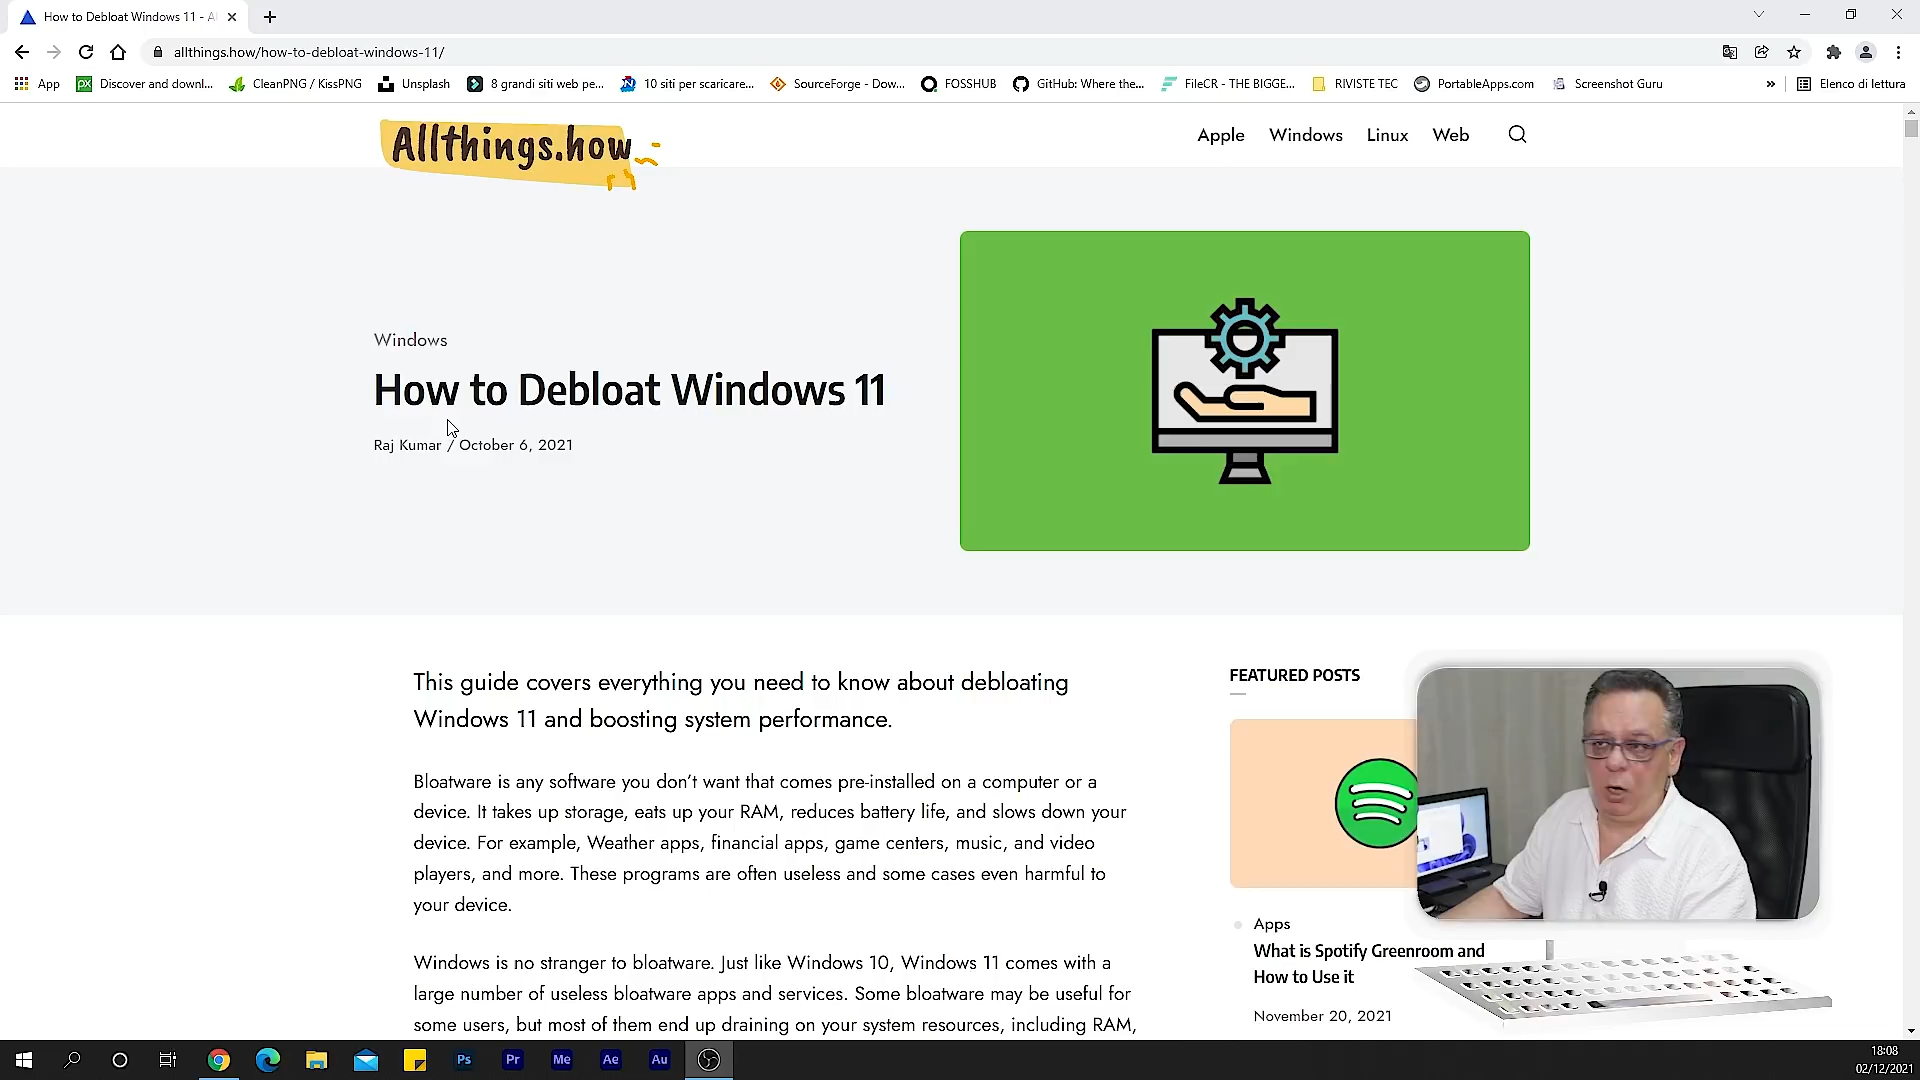 How to Debloat Windows 11 - Al
allthings.how/how-to-debloat-windows-11/
App
Discover and downl...
CleanPNG / KissPNG
Unsplash
8 grandi siti web pe...
10 siti per scaricare...
SourceForge - Dow...
FOSSHUB
GitHub: Where the...
FileCR - THE BIGGE...
RIVISTE TEC
PortableApps.com
Screenshot Guru
»
Elenco di lettura
Allthings.how
Apple
Windows
Linux
Web
Windows
How to Debloat Windows 11
Raj Kumar / October 6, 2021
This guide covers everything you need to know about debloating
Windows 11 and boosting system performance.
Bloatware is any software you don’t want that comes pre-installed on a computer or a
device. It takes up storage, eats up your RAM, reduces battery life, and slows down your
device. For example, Weather apps, financial apps, game centers, music, and video
players, and more. These programs are often useless and some cases even harmful to
your device.
Windows is no stranger to bloatware. Just like Windows 10, Windows 11 comes with a
large number of useless bloatware apps and services. Some bloatware may be useful for
some users, but most of them end up draining on your system resources, including RAM,
FEATURED POSTS
Apps
What is Spotify Greenroom and
How to Use it
November 20, 2021
Ps
Pr
Me
Ae
Au
18:08
02/12/2021